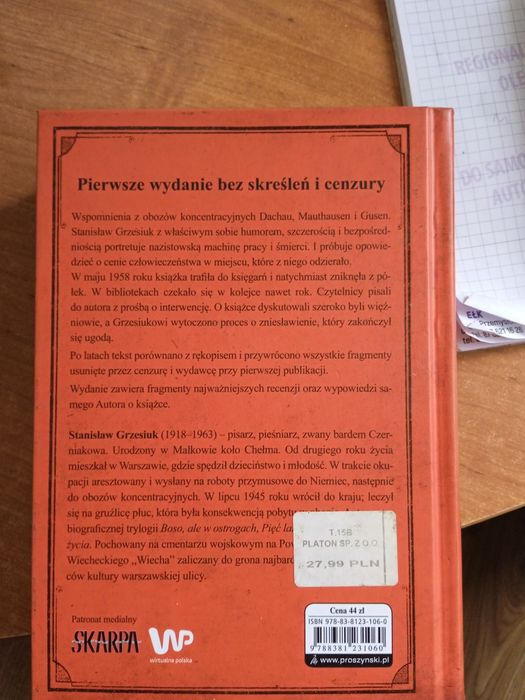 REGIONAL
DO SAMO
AUT
EŁK
Pierwsze wydanie bez skreśleń i cenzury
Wspomnienia z obozów koncentracyjnych Dachau, Mauthausen i Gusen.
Stanisław Grzesiuk z właściwym sobie humorem, szczerością i bezpośred-
niością portretuje nazistowską machinę pracy i śmierci. I próbuje opowie-
dzieć o cenie człowieczeństwa w miejscu, które z niego odzierało.
W maju 1958 roku książka trafiła do księgarń i natychmiast zniknęła z pó-
łek. W bibliotekach czekało się w kolejce nawet rok. Czytelnicy pisali
do autora z prośbą o interwencję. O książce dyskutowali szeroko byli więź-
niowie, a Grzesiukowi wytoczono proces o zniesławienie, który zakończył
się ugodą.
Po latach tekst porównano z rękopisem i przywrócono wszystkie fragmenty
usunięte przez cenzurę i wydawcę przy pierwszej publikacji.
Wydanie zawiera fragmenty najważniejszych recenzji oraz wypowiedzi sa-
mego Autora o książce.
Stanisław Grzesiuk (1918–1963) – pisarz, pieśniarz, zwany bardem Czer-
niakowa. Urodzony w Małkowie koło Chełma. Od drugiego roku życia
mieszkał w Warszawie, gdzie spędził dzieciństwo i młodość. W trakcie oku-
pacji aresztowany i wysłany na roboty przymusowe do Niemiec, następnie
do obozów koncentracyjnych. W lipcu 1945 roku wrócił do kraju; leczył
się na gruźlicę płuc, która była konsekwencją pobytu
biograficznej trylogii Boso, ale w ostrogach, Pięć
życia. Pochowany na cmentarzu wojskowym na
Wiecheckiego „Wiecha” zaliczany do grona
ców kultury warszawskiej ulicy.
T.15B
PLATON SP. Z O.O.
27,99 PLN
Patronat medialny
SKARPA
WP
wirtualna polska
Cena 44 zł
ISBN 978-83-8123-106-0
9 788381 231060
www.proszynski.pl